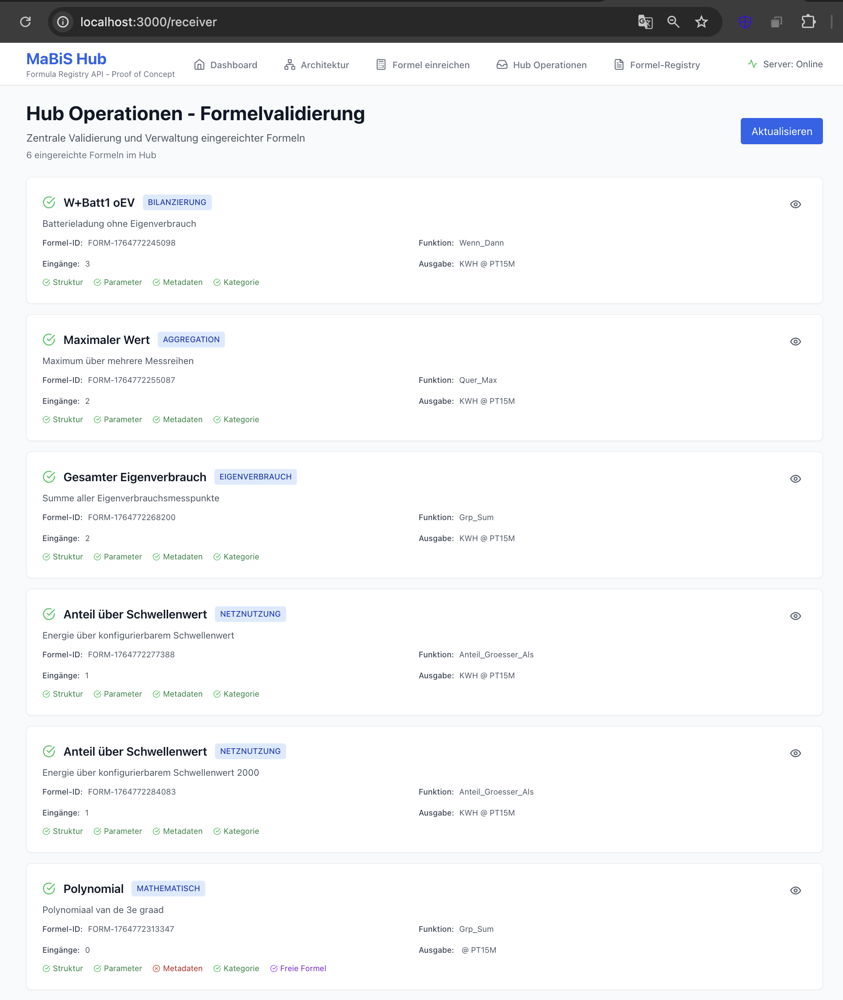 localhost:3000/receiver
MaBiS Hub
Formula Registry API - Proof of Concept
Dashboard
Architektur
Formel einreichen
Hub Operationen
Formel-Registry
Server: Online
Hub Operationen - Formelvalidierung
Zentrale Validierung und Verwaltung eingereichter Formeln
6 eingereichte Formeln im Hub
Aktualisieren
W+Batt1 oEV BILANZIERUNG
Batterieladung ohne Eigenverbrauch
Formel-ID: FORM-1764772245098 Funktion: Wenn_Dann
Eingänge: 3 Ausgabe: KWH @ PT15M
Struktur Parameter Metadaten Kategorie
Maximaler Wert AGGREGATION
Maximum über mehrere Messreihen
Formel-ID: FORM-1764772255087 Funktion: Quer_Max
Eingänge: 2 Ausgabe: KWH @ PT15M
Struktur Parameter Metadaten Kategorie
Gesamter Eigenverbrauch EIGENVERBRAUCH
Summe aller Eigenverbrauchsmesspunkte
Formel-ID: FORM-1764772268200 Funktion: Grp_Sum
Eingänge: 2 Ausgabe: KWH @ PT15M
Struktur Parameter Metadaten Kategorie
Anteil über Schwellenwert NETZNUTZUNG
Energie über konfigurierbarem Schwellenwert
Formel-ID: FORM-1764772277388 Funktion: Anteil_Groesser_Als
Eingänge: 1 Ausgabe: KWH @ PT15M
Struktur Parameter Metadaten Kategorie
Anteil über Schwellenwert NETZNUTZUNG
Energie über konfigurierbarem Schwellenwert 2000
Formel-ID: FORM-1764772284083 Funktion: Anteil_Groesser_Als
Eingänge: 1 Ausgabe: KWH @ PT15M
Struktur Parameter Metadaten Kategorie
Polynomial MATHEMATISCH
Polynomiaal van de 3e graad
Formel-ID: FORM-1764772313347 Funktion: Grp_Sum
Eingänge: 0 Ausgabe: @ PT15M
Struktur Parameter Metadaten Kategorie Freie Formel